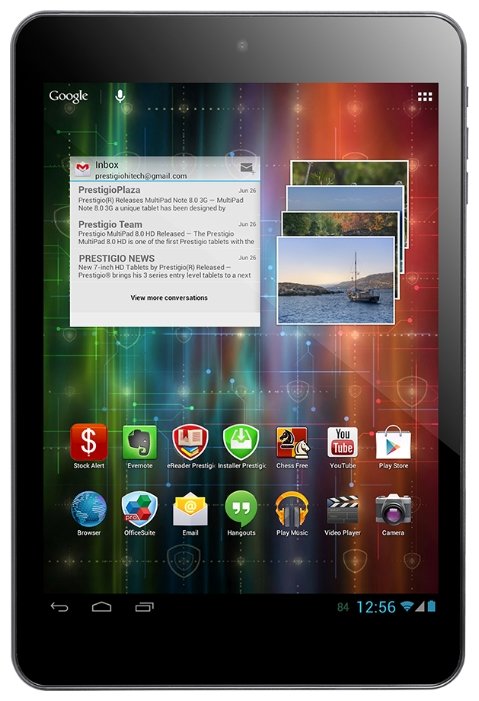 Google
Inbox
prestigiohitech@gmail.com
PrestigioPlaza Jun 26
Prestigio(R) Releases MultiPad Note 8.0 3G — MultiPad
Note 8.0 3G a unique tablet has been designed by
Prestigio Team Jun 26
Prestigio MultiPad 8.0 HD Released — The Prestigio
MultiPad 8.0 HD is one of the first Prestigio tablets with the
PRESTIGIO NEWS Jun 26
New 7-inch HD Tablets by Prestigio(R) Released —
Prestigio® brings his 3 series entry level tablets to a next
View more conversations
$
You
Tube
Stock Alert Evernote eReader Prestigio Installer Prestigio Chess Free YouTube Play Store
pro
Browser OfficeSuite Email Hangouts Play Music Video Player Camera
84 12:56